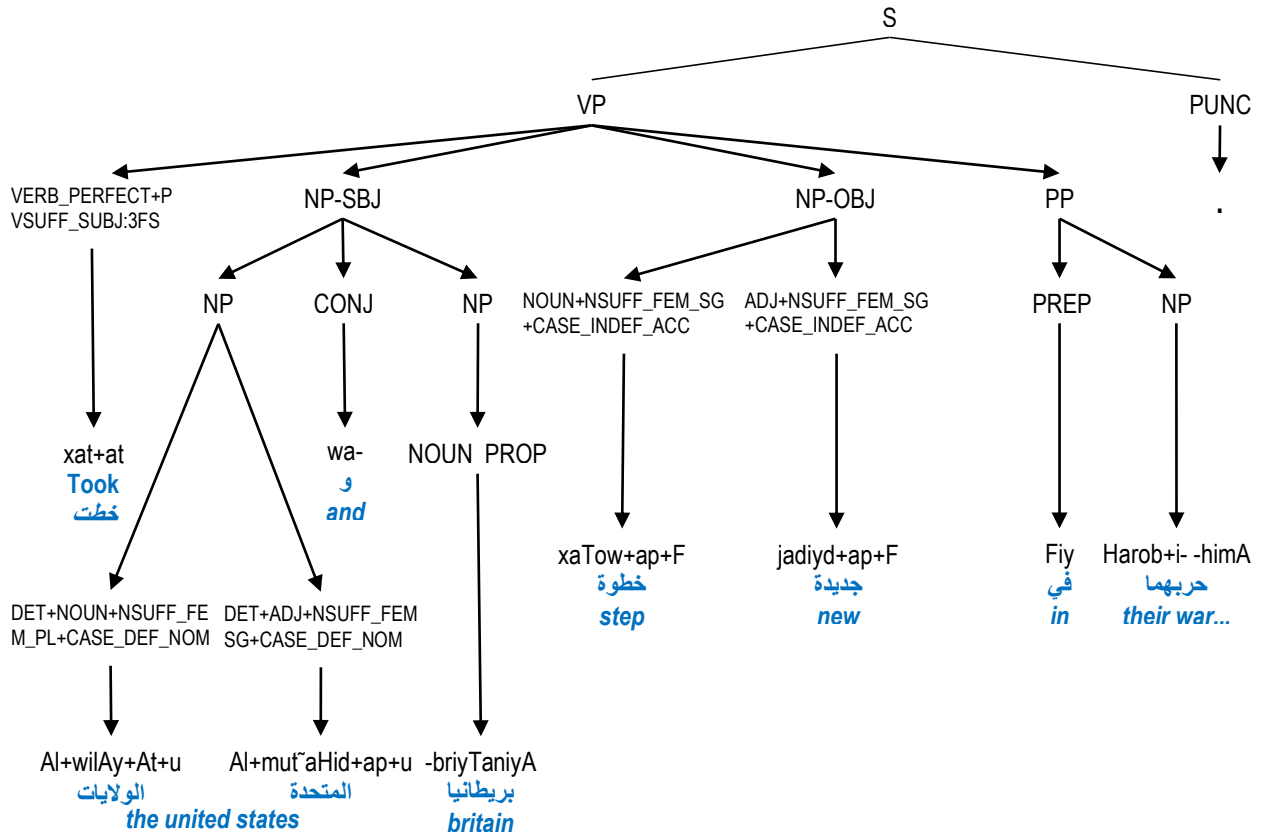 S
VP PUNC
VERB_PERFECT+P
VSUFF_SUBJ:3FS
NP-SBJ NP-OBJ PP .
NP CONJ NP
NOUN+NSUFF_FEM_SG
+CASE_INDEF_ACC
ADJ+NSUFF_FEM_SG
+CASE_INDEF_ACC
PREP NP
xat+at
Took
خطت
wa-
و
and
NOUN PROP
xaTow+ap+F
خطوة
step
jadiyd+ap+F
جديدة
new
Fiy
في
in
Harob+i- -himA
حربهما
their war...
DET+NOUN+NSUFF_FE
M_PL+CASE_DEF_NOM
DET+ADJ+NSUFF_FEM
SG+CASE_DEF_NOM
Al+wilAy+At+u
الولايات
Al+mut˜aHid+ap+u
المتحدة
the united states
-briyTaniyA
بريطانيا
britain